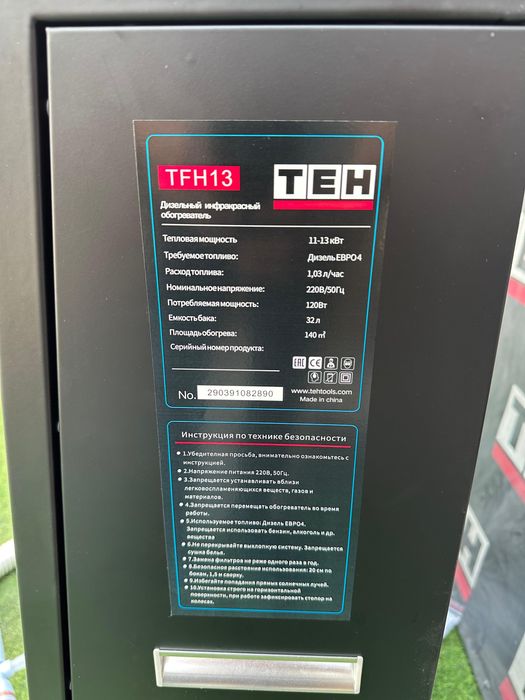 TFH13
TEH
Дизельный инфракрасный
обогреватель
Тепловая мощность 11-13 кВт
Требуемое топливо: Дизель ЕВРО4
Расход топлива: 1,03 л/час
Номинальное напряжение: 220В/50Гц
Потребляемая мощность: 120Вт
Емкость бака: 32 л
Площадь обогрева: 140 m²
Серийный номер продукта:
EAC CE
No. 290391082890
www.tehtools.com
Made in china
Инструкция по технике безопасности
1.Убедителная просьба, внимательно ознакомьтесь с
инструкцией.
2.Напряжение питания 220В, 50Гц.
3.Запрещается устанавливать вблизи
легковоспламеняющихся веществ, газов и
материалов.
4.Запрещается перемещать обогреватель во время
работы.
5.Используемое топливо: Дизель ЕВРО4.
Запрещается использовать бензин, алкоголь и др.
вещества
6.Не перекрывайте выхлопную систему. Запрещается
сушка белья.
7.Замена фильтров не реже одного раза в год.
8.Безопасное расстояние использования: 20 см по
бокам, 1,5 м сверху.
9.Избегайте попадания прямых солнечных лучей.
10.Установка строго на горизонтальной
поверхности, при работе зафиксировать стопор на
колесах.